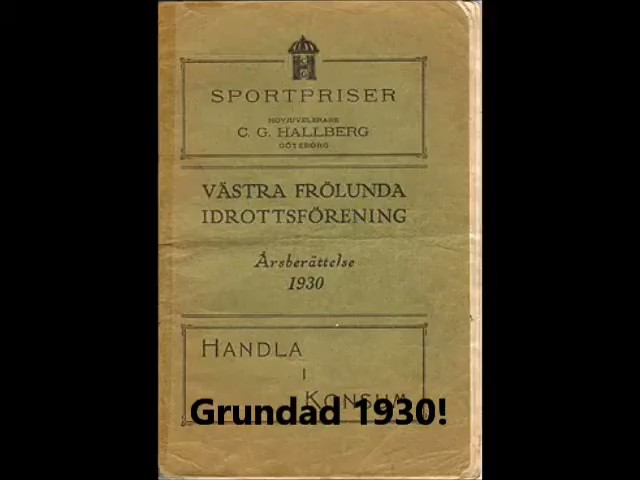 SPORTPRISER
HOVJUVELERARE
C. G. HALLBERG
GÖTEBORG
VÄSTRA FRÖLUNDA
IDROTTSFÖRENING
Årsberättelse
1930
HANDLA
I
KONSUM
Grundad 1930!